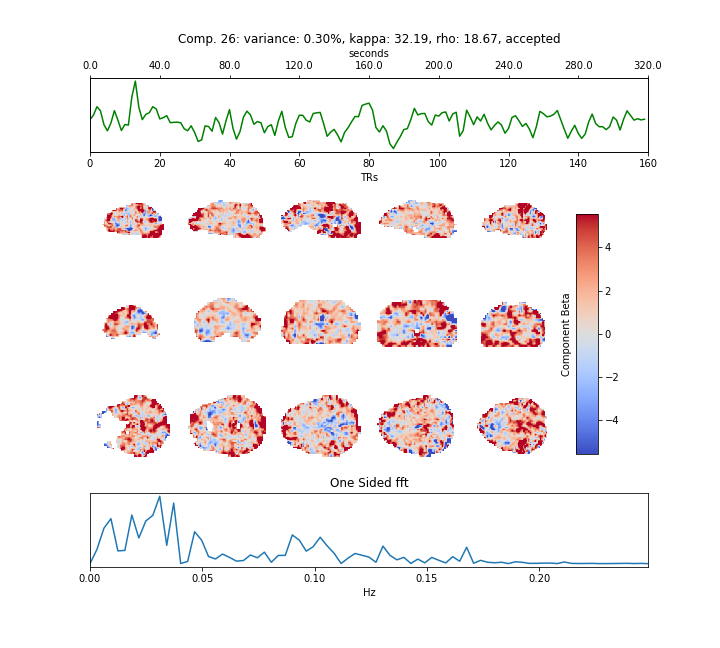 Comp. 26: variance: 0.30%, kappa: 32.19, rho: 18.67, accepted
seconds
0.0 40.0 80.0 120.0 160.0 200.0 240.0 280.0 320.0
0 20 40 60 80 100 120 140 160
TRs
4
2
0
−2
−4
Component Beta
One Sided fft
0.00 0.05 0.10 0.15 0.20
Hz